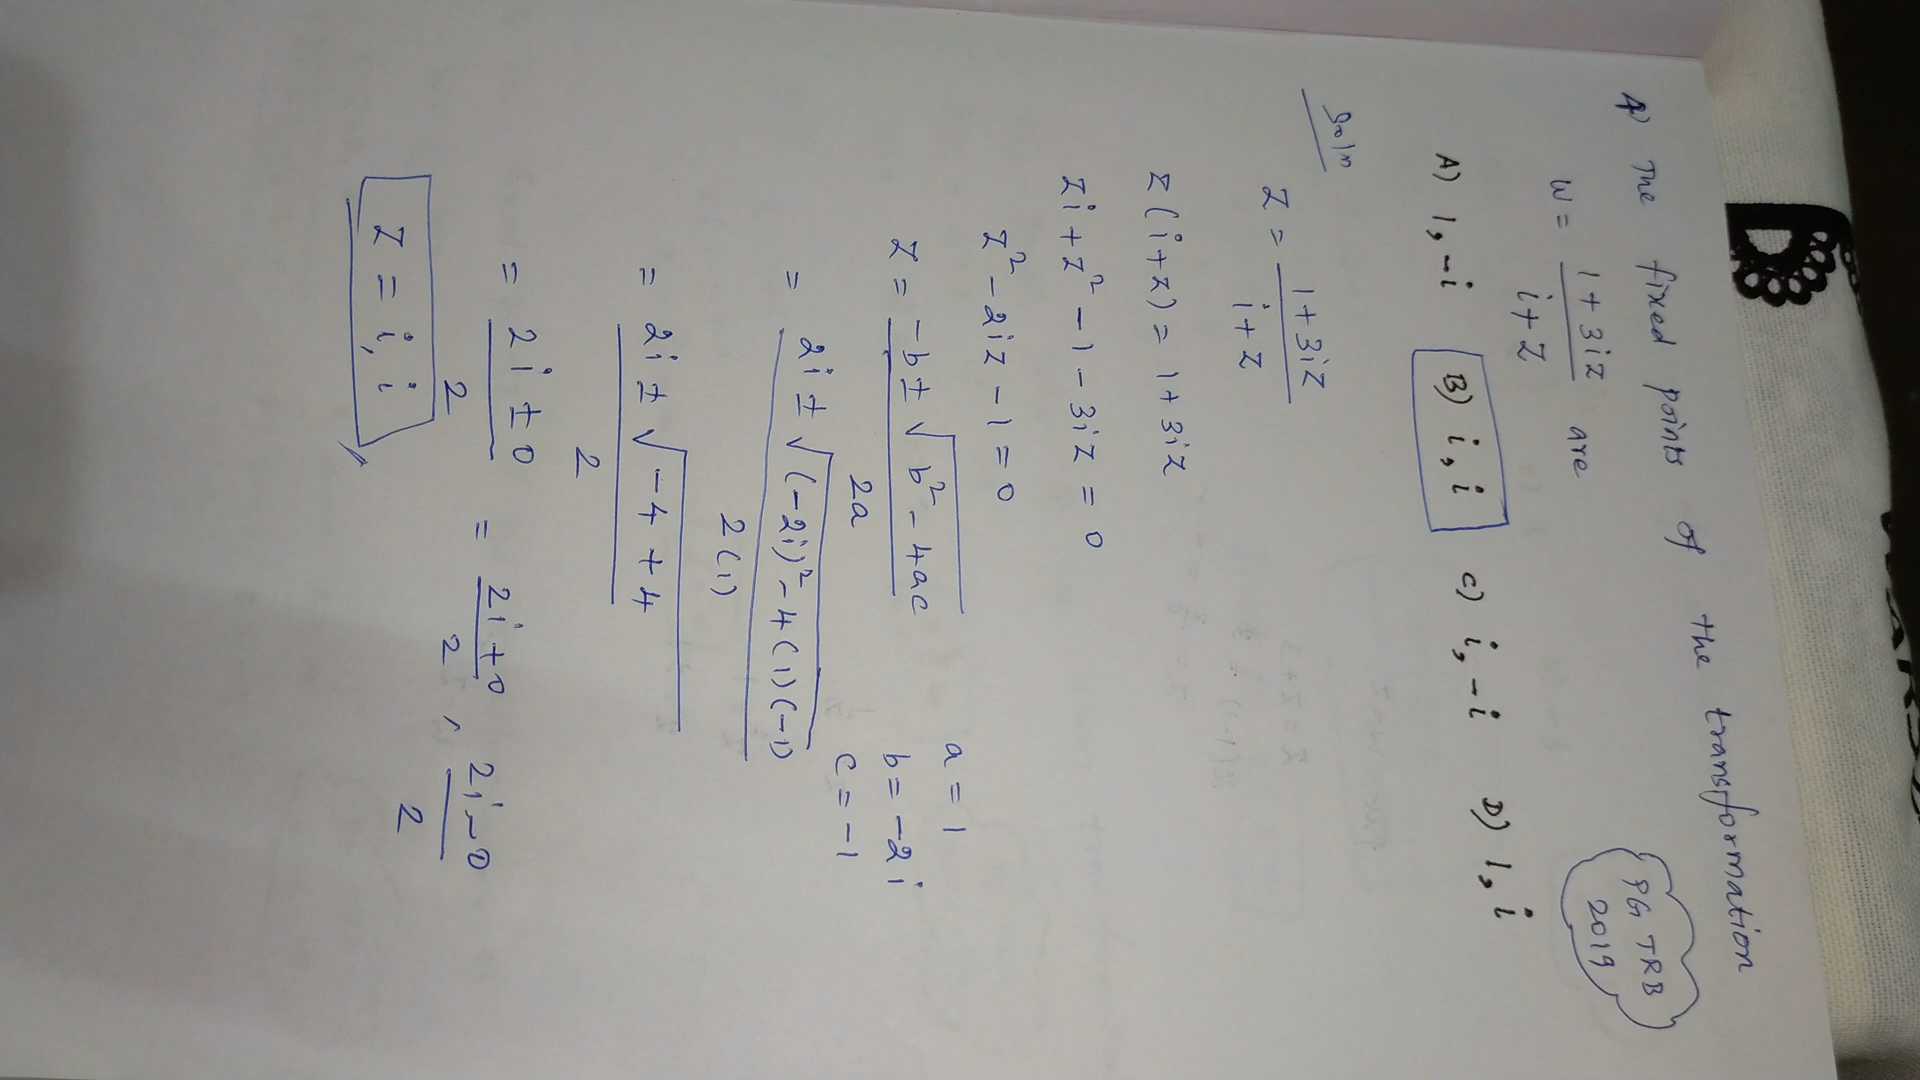 4) The fixed points of the transformation
W = 1 + 3iz / i + z are
PG TRB
2019
A) 1, -i B) i, i C) i, -i D) 1, i
Soln
Z = 1 + 3iz / i + z
z(i+z) = 1 + 3iz
zi + z² - 1 - 3iz = 0
z² - 2iz - 1 = 0
a = 1
b = -2i
c = -1
z = -b ± √b² - 4ac / 2a
= 2i ± √(-2i)² - 4(1)(-1) / 2(1)
= 2i ± √-4 + 4 / 2
= 2i ± 0 / 2 = 2i + 0 / 2 , 2i - 0 / 2
z = i, i